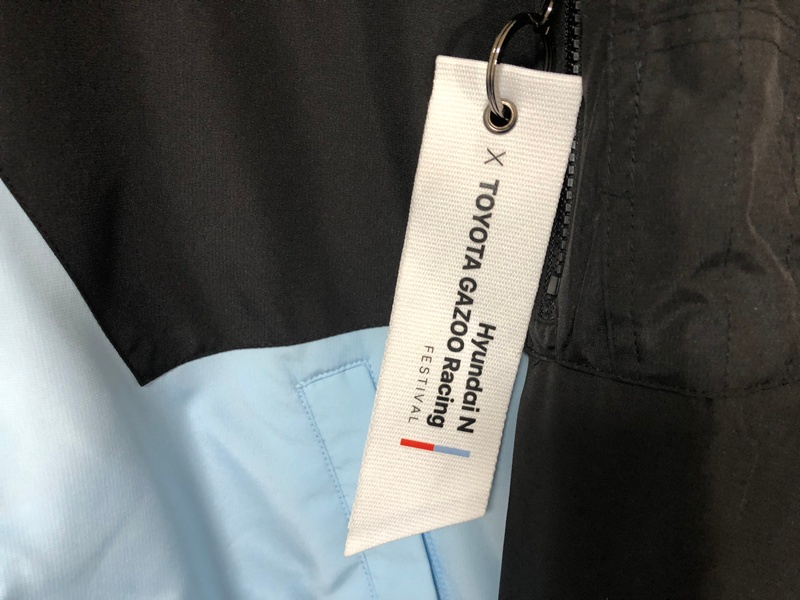 Hyundai N
X TOYOTA GAZOO Racing
FESTIVAL